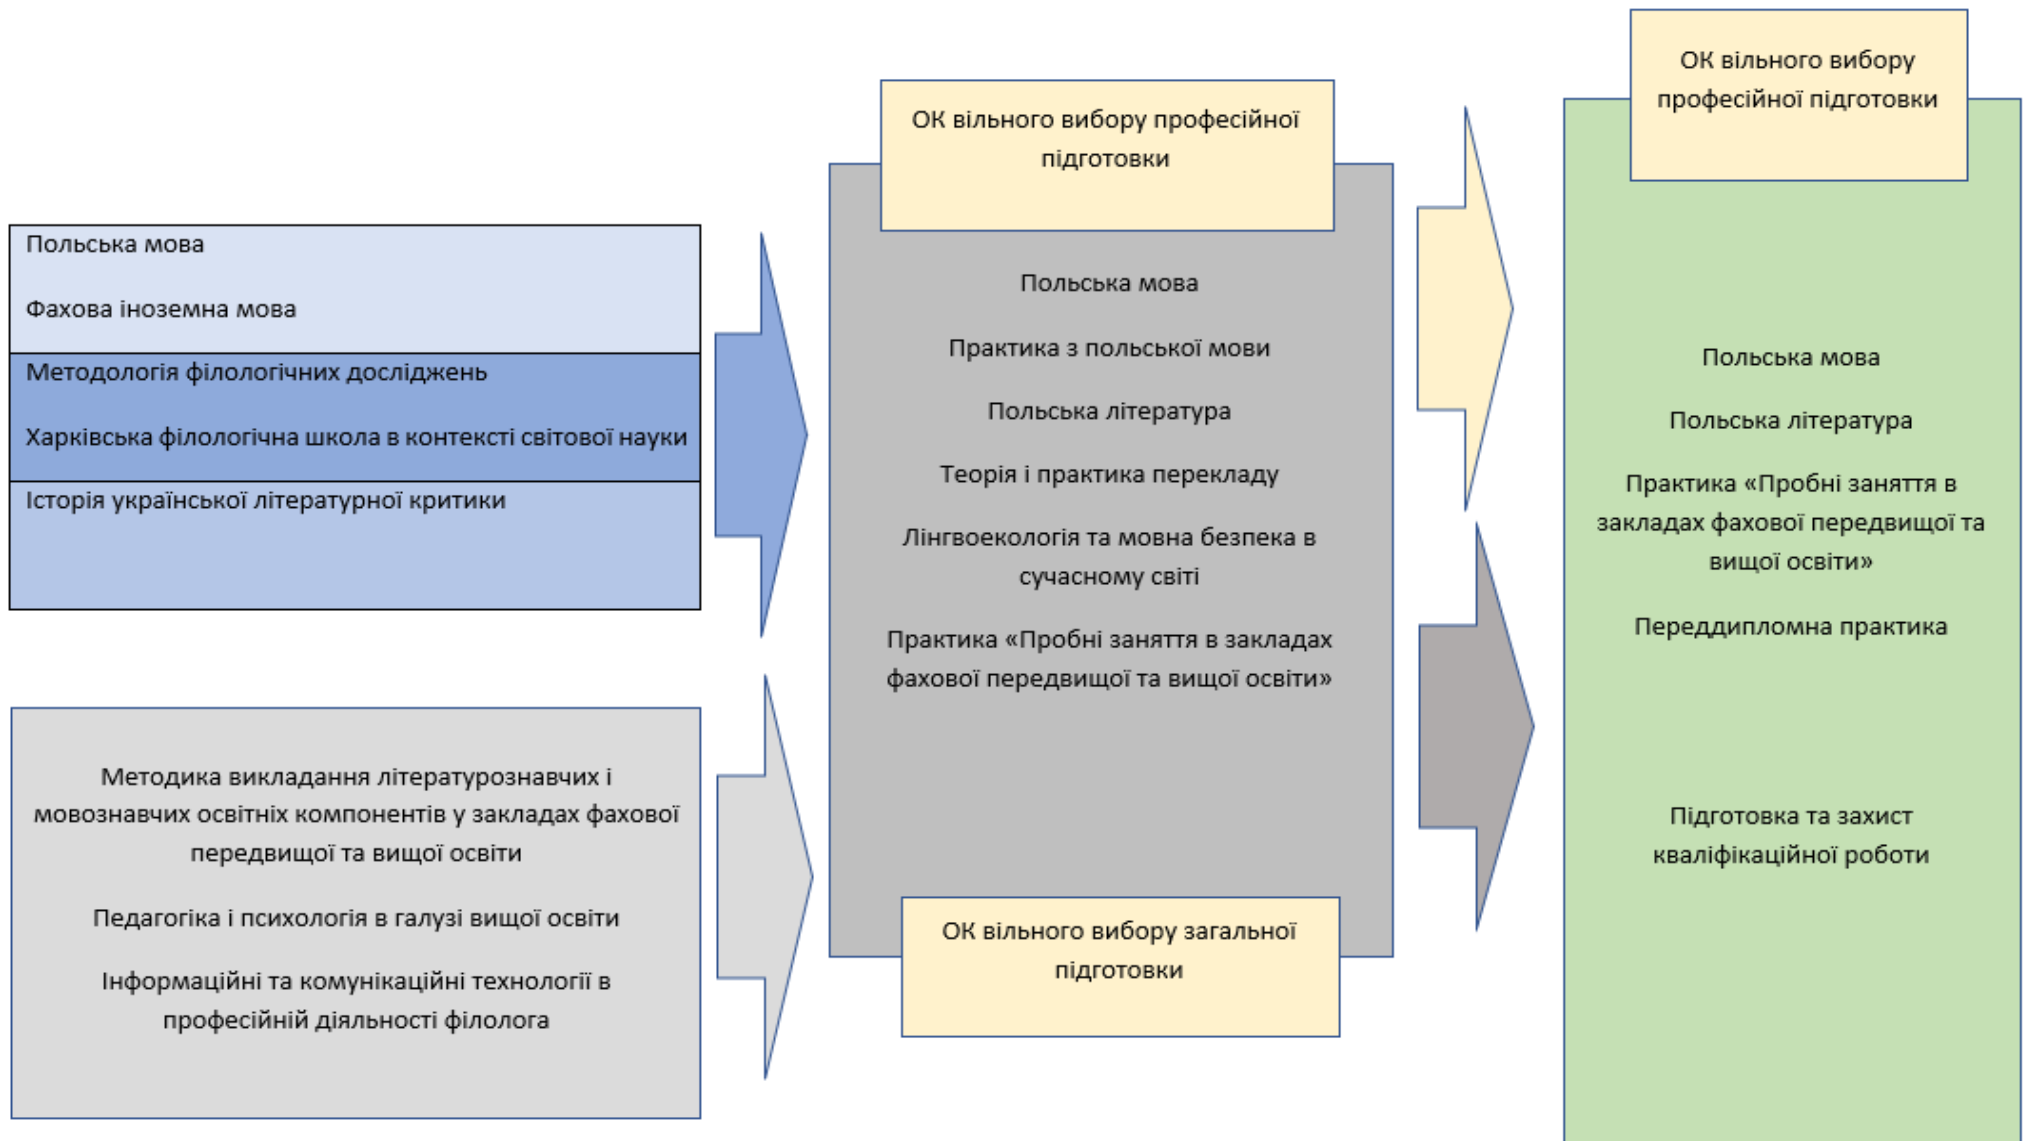 Польська мова
Фахова іноземна мова
Методологія філологічних досліджень
Харківська філологічна школа в контексті світової науки
Історія української літературної критики
Методика викладання літературознавчих і
мовознавчих освітніх компонентів у закладах фахової
передвищої та вищої освіти
Педагогіка і психологія в галузі вищої освіти
Інформаційні та комунікаційні технології в
професійній діяльності філолога
ОК вільного вибору професійної
підготовки
Польська мова
Практика з польської мови
Польська література
Теорія і практика перекладу
Лінгвоекологія та мовна безпека в
сучасному світі
Практика «Пробні заняття в закладах
фахової передвищої та вищої освіти»
ОК вільного вибору загальної
підготовки
ОК вільного вибору
професійної підготовки
Польська мова
Польська література
Практика «Пробні заняття в
закладах фахової передвищої та
вищої освіти»
Переддипломна практика
Підготовка та захист
кваліфікаційної роботи